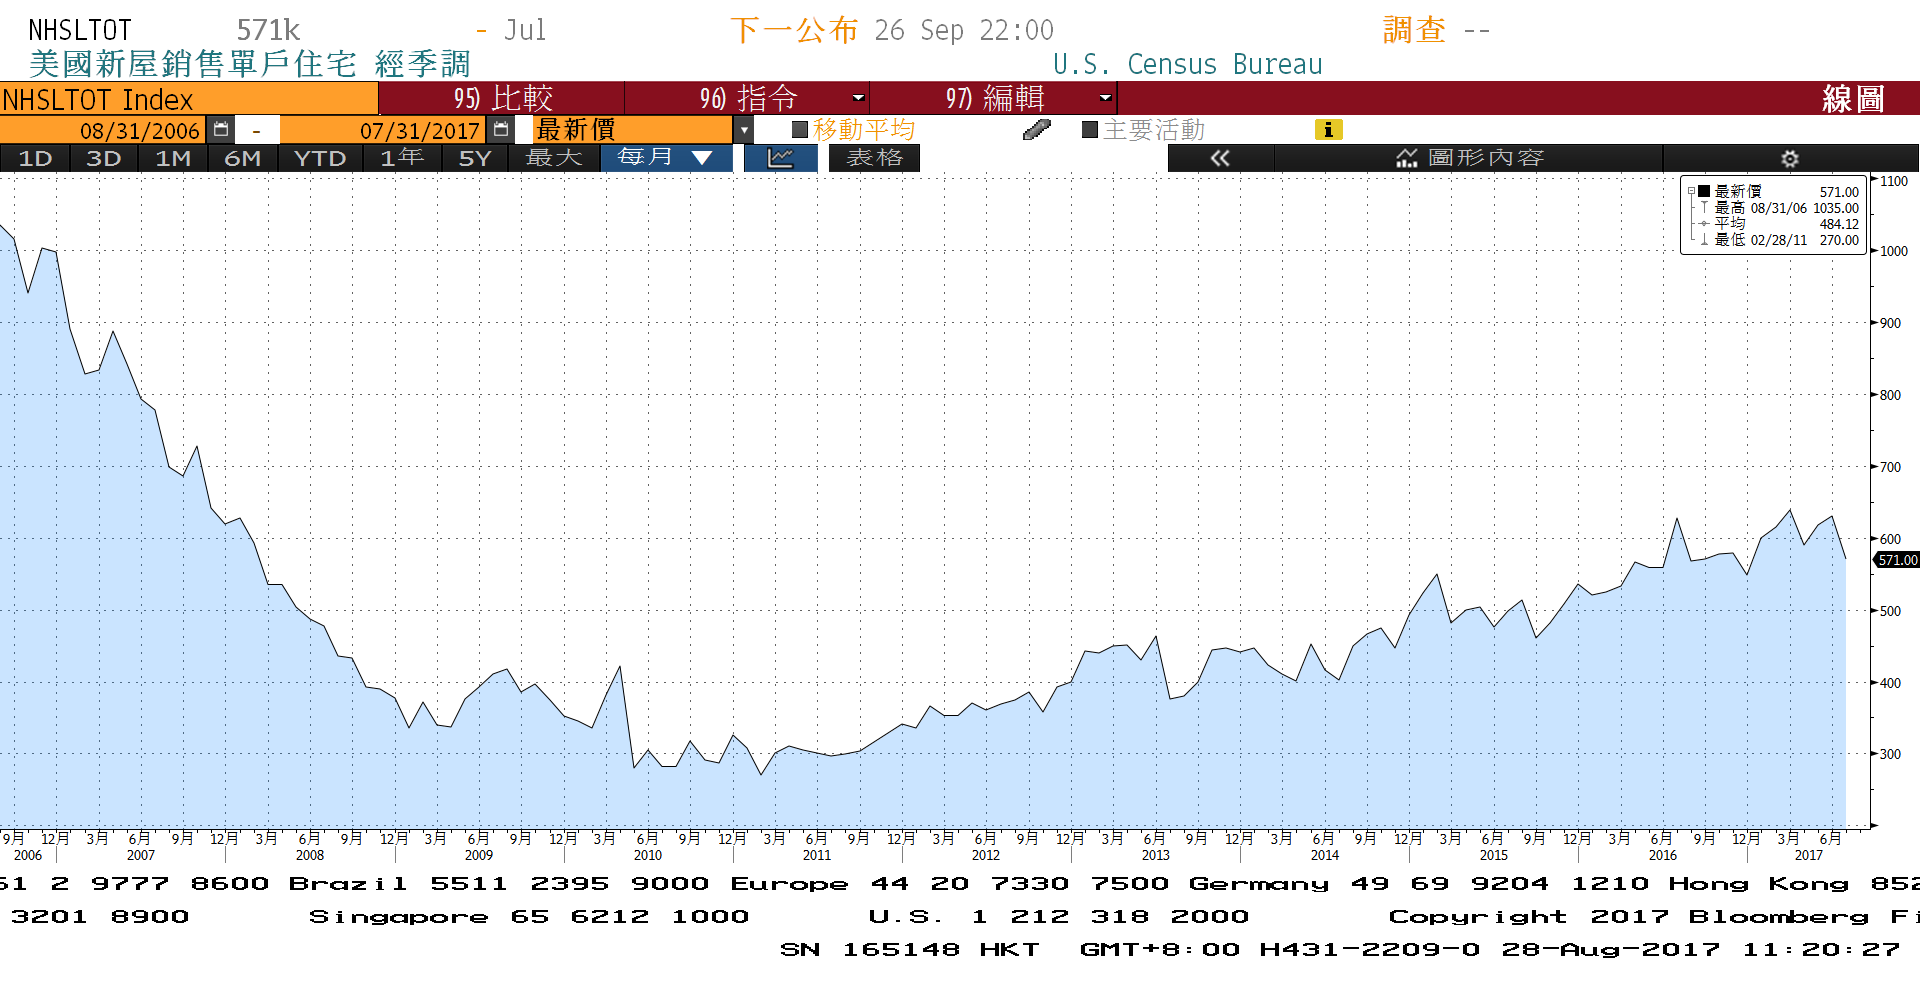 NHSLTOT 571k - Jul 下一公布 26 Sep 22:00 調查 --
美國新屋銷售單戶住宅 經季調 U.S. Census Bureau
NHSLTOT Index 95) 比較 96) 指令 97) 編輯 線圖
08/31/2006 - 07/31/2017 最新價 移動平均 主要活動 i
1D 3D 1M 6M YTD 1年 5Y 最大 每月 ▼ 表格 « 圖形內容
1100
最新價 571.00
最高 08/31/06 1035.00
平均 484.12
最低 02/28/11 270.00
1000
900
800
700
600
571.00
500
400
300
9月 12月 3月 6月 9月 12月 3月 6月 9月 12月 3月 6月 9月 12月 3月 6月 9月 12月 3月 6月 9月 12月 3月 6月 9月 12月 3月 6月 9月 12月 3月 6月 9月 12月 3月 6月 9月 12月 3月 6月 9月 12月 3月 6月
2006 2007 2008 2009 2010 2011 2012 2013 2014 2015 2016 2017
61 2 9777 8600 Brazil 5511 2395 9000 Europe 44 20 7330 7500 Germany 49 69 9204 1210 Hong Kong 852
3201 8900 Singapore 65 6212 1000 U.S. 1 212 318 2000 Copyright 2017 Bloomberg Fi
SN 165148 HKT GMT+8:00 H431-2209-0 28-Aug-2017 11:20:27